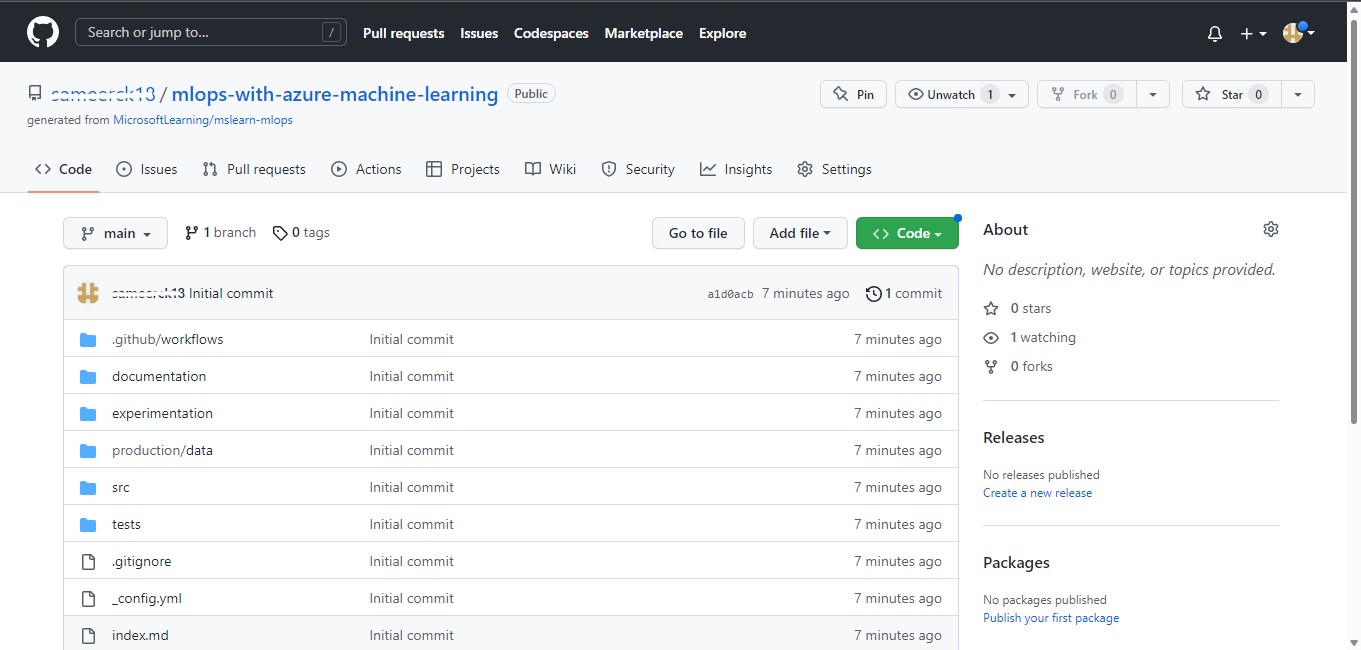 Search or jump to... / Pull requests Issues Codespaces Marketplace Explore
/ mlops-with-azure-machine-learning Public Pin Unwatch 1 Fork 0 Star 0
generated from MicrosoftLearning/mslearn-mlops
Code Issues Pull requests Actions Projects Wiki Security Insights Settings
main 1 branch 0 tags Go to file Add file Code
Initial commit a1d0acb 7 minutes ago 1 commit
.github/workflows Initial commit 7 minutes ago
documentation Initial commit 7 minutes ago
experimentation Initial commit 7 minutes ago
production/data Initial commit 7 minutes ago
src Initial commit 7 minutes ago
tests Initial commit 7 minutes ago
.gitignore Initial commit 7 minutes ago
_config.yml Initial commit 7 minutes ago
index.md Initial commit 7 minutes ago
About
No description, website, or topics provided.
0 stars
1 watching
0 forks
Releases
No releases published
Create a new release
Packages
No packages published
Publish your first package